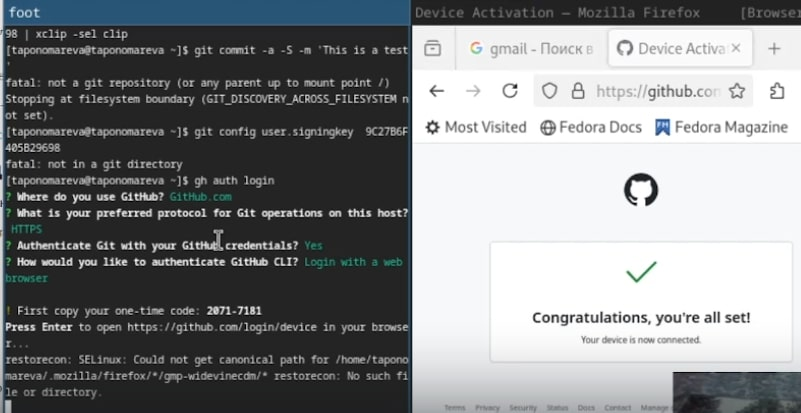 foot
98 | xclip -sel clip
[taponomareva@taponomareva ~]$ git commit -a -S -m 'This is a test
'
fatal: not a git repository (or any parent up to mount point /)
Stopping at filesystem boundary (GIT_DISCOVERY_ACROSS_FILESYSTEM n
ot set).
[taponomareva@taponomareva ~]$ git config user.signingkey  9C27B6F
405B29698
fatal: not in a git directory
[taponomareva@taponomareva ~]$ gh auth login
? Where do you use GitHub? GitHub.com
? What is your preferred protocol for Git operations on this host?
HTTPS
? Authenticate Git with your GitHub credentials? Yes
? How would you like to authenticate GitHub CLI? Login with a web
browser
! First copy your one-time code: 2071-7181
Press Enter to open https://github.com/login/device in your browse
r...
restorecon: SELinux: Could not get canonical path for /home/tapono
mareva/.mozilla/firefox/*/gmp-widevinecdm/* restorecon: No such fi
le or directory.
Device Activation — Mozilla Firefox [Browser
gmail - Поиск в
Device Activa
https://github.com
Most Visited Fedora Docs Fedora Magazine
Congratulations, you're all set!
Your device is now connected.
Terms Privacy Security Status Docs Contact Manage